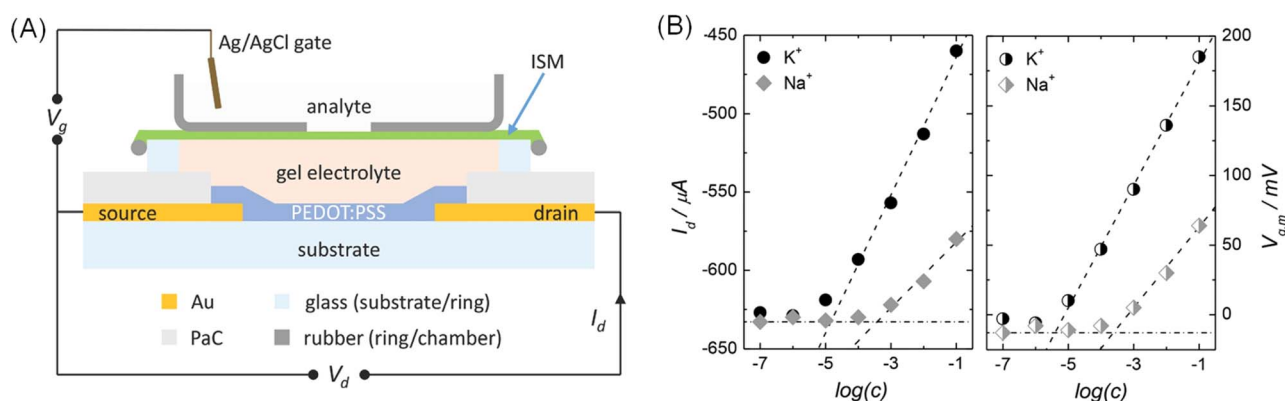 (A)
Ag/AgCl gate
ISM
analyte
V_g
gel electrolyte
source
PEDOT:PSS
drain
substrate
Au
glass (substrate/ring)
PaC
rubber (ring/chamber)
I_d
V_d
(B)
K⁺
Na⁺
I_d / μA
-450
-500
-550
-600
-650
-7
-5
-3
-1
log(c)
K⁺
Na⁺
200
150
100
50
0
V_{g,m} / mV
-7
-5
-3
-1
log(c)